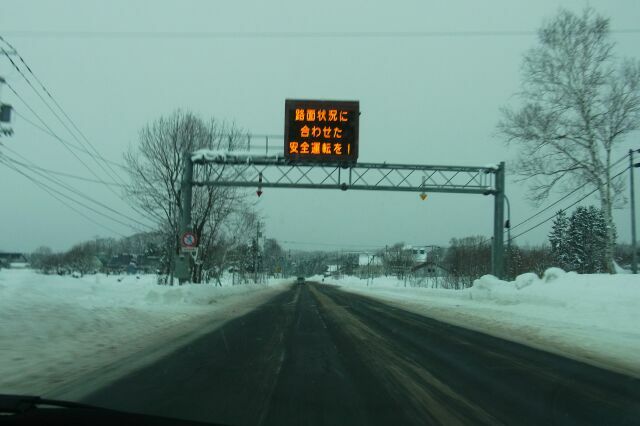 路面状況に
合わせた
安全運転を!